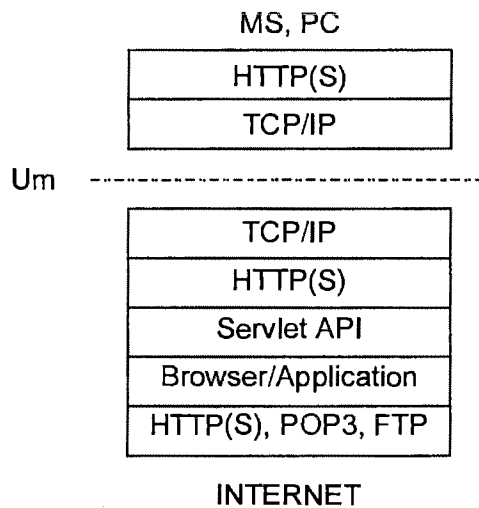 MS, PC
HTTP(S)
TCP/IP
Um
TCP/IP
HTTP(S)
Servlet API
Browser/Application
HTTP(S), POP3, FTP
INTERNET